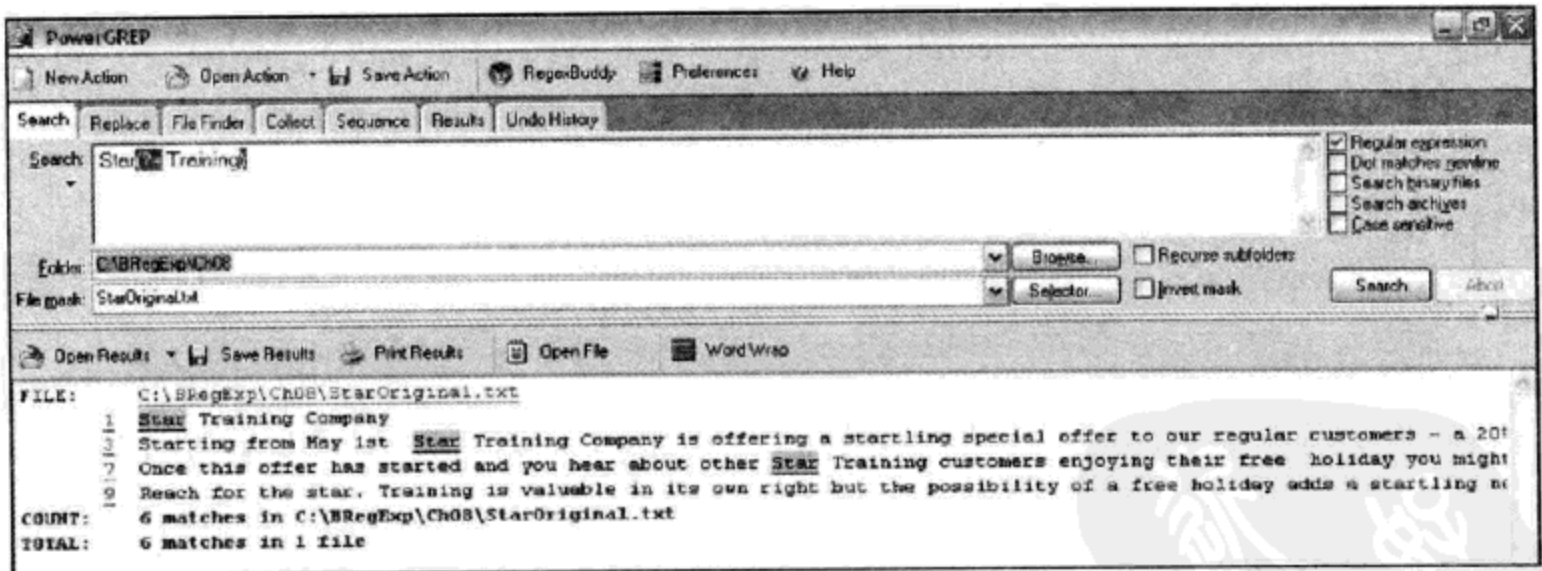 PowerGREP
New Action Open Action Save Action RegexBuddy Preferences Help
Search Replace File Finder Collect Sequence Results Undo History
Search: Star(?= Training)
Regular expression
Dot matches newline
Search binary files
Search archives
Case sensitive
Folder: C:\BRegExp\Ch08 Browse... Recurse subfolders
File mask: StarOriginal.txt Selector... Invert mask Search Abort
Open Results Save Results Print Results Open File Word Wrap
FILE: C:\BRegExp\Ch08\StarOriginal.txt
1 Star Training Company
3 Starting from May 1st Star Training Company is offering a startling special offer to our regular customers - a 20%
7 Once this offer has started and you hear about other Star Training customers enjoying their free holiday you might
9 Reach for the star. Training is valuable in its own right but the possibility of a free holiday adds a startling
COUNT: 6 matches in C:\BRegExp\Ch08\StarOriginal.txt
TOTAL: 6 matches in 1 file